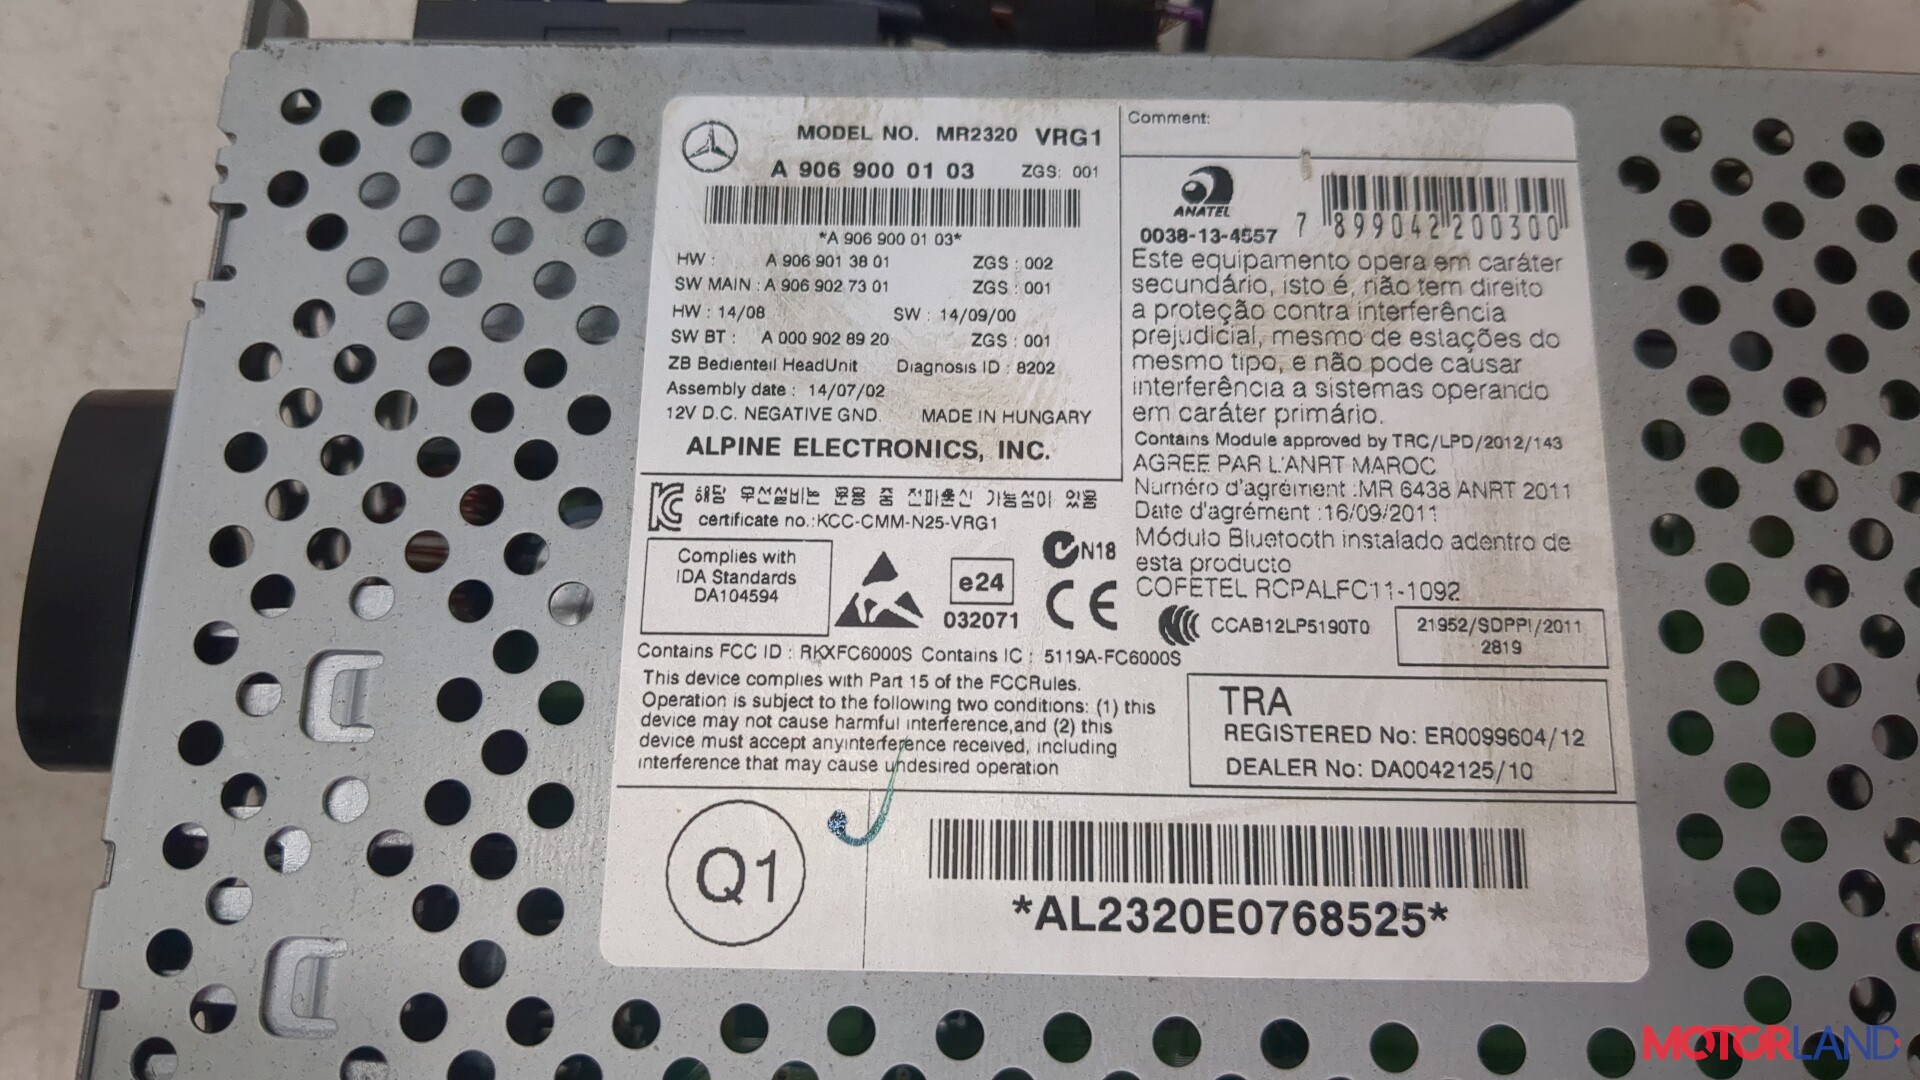 MODEL NO. MR2320 VRG1
A 906 900 01 03 ZGS: 001
*A 906 900 01 03*
HW : A 906 901 38 01 ZGS : 002
SW MAIN : A 906 902 73 01 ZGS : 001
HW : 14/08 SW : 14/09/00
SW BT : A 000 902 89 20 ZGS : 001
ZB Bedienteil HeadUnit Diagnosis ID : 8202
Assembly date : 14/07/02
12V D.C. NEGATIVE GND. MADE IN HUNGARY
ALPINE ELECTRONICS, INC.
Comment:
ANATEL
0038-13-4557
7 899042 200300
Este equipamento opera em caráter
secundário, isto é, não tem direito
a proteção contra interferência
prejudicial, mesmo de estações do
mesmo tipo, e não pode causar
interferência a sistemas operando
em caráter primário.
Contains Module approved by TRC/LPD/2012/143
AGREE PAR L'ANRT MAROC
Numéro d'agrément :MR 6438 ANRT 2011
Date d'agrément :16/09/2011
Módulo Bluetooth instalado adentro de
esta producto
COFETEL RCPALFC11-1092
해당 무선설비는 운용 중 전파혼신 가능성이 있음
certificate no.:KCC-CMM-N25-VRG1
Complies with
IDA Standards
DA104594
e24
032071
N18
CE
CCAB12LP5190T0
21952/SDPPI/2011
2819
Contains FCC ID : RKXFC6000S Contains IC : 5119A-FC6000S
This device complies with Part 15 of the FCCRules.
Operation is subject to the following two conditions: (1) this
device may not cause harmful interference,and (2) this
device must accept anyinterference received, including
interference that may cause undesired operation
TRA
REGISTERED No: ER0099604/12
DEALER No: DA0042125/10
Q1
*AL2320E0768525*
MOTORLAND